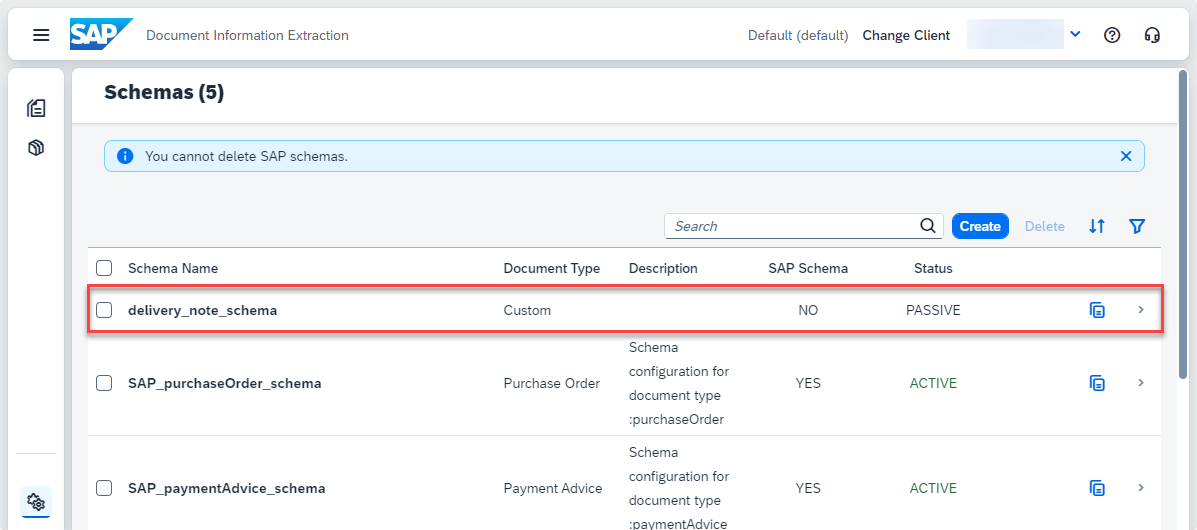 SAP Document Information Extraction Default (default) Change Client
Schemas (5)
You cannot delete SAP schemas.
Search Create Delete
Schema Name Document Type Description SAP Schema Status
delivery_note_schema Custom NO PASSIVE
Schema
configuration for
SAP_purchaseOrder_schema Purchase Order document type YES ACTIVE
:purchaseOrder
Schema
configuration for
SAP_paymentAdvice_schema Payment Advice document type YES ACTIVE
:paymentAdvice